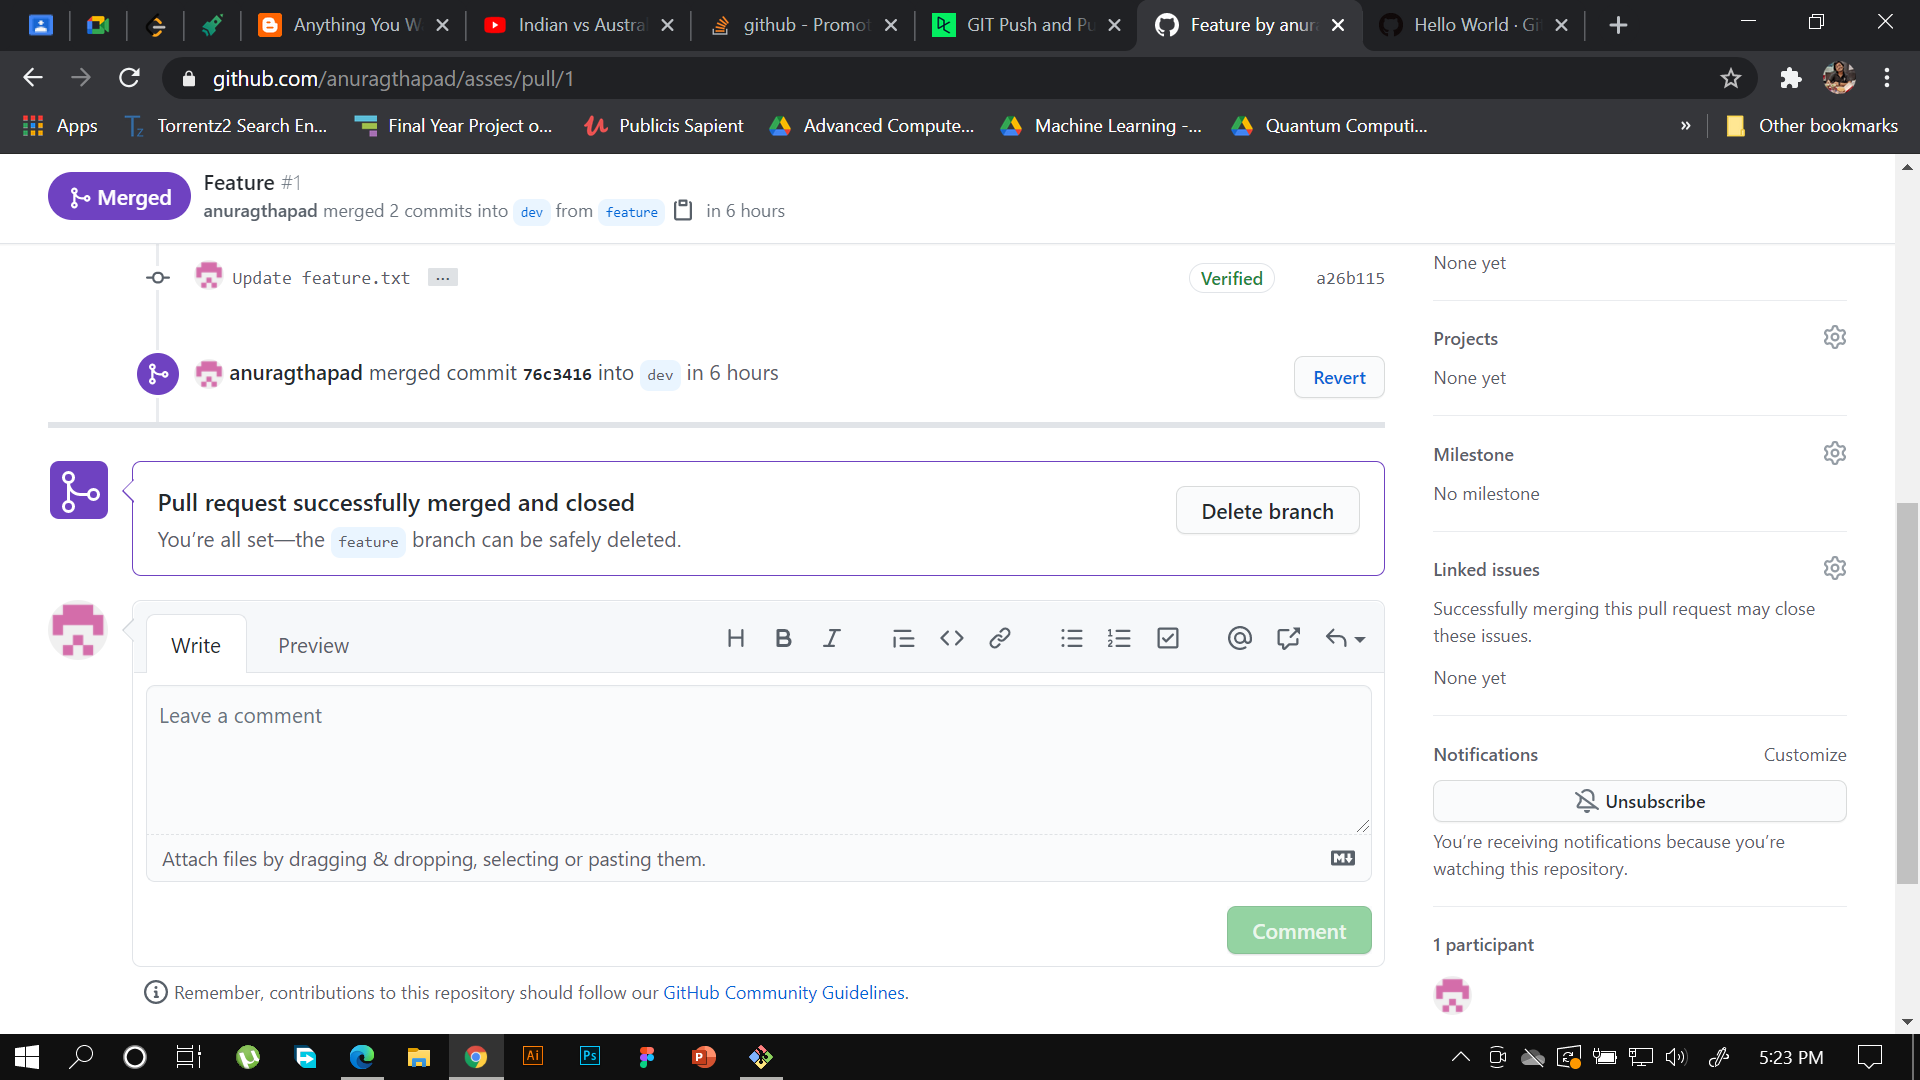 Anything You W
Indian vs Austral
github - Promot
GIT Push and Pu
Feature by anura
Hello World · Git
github.com/anuragthapad/asses/pull/1
Apps
Torrentz2 Search En...
Final Year Project o...
Publicis Sapient
Advanced Compute...
Machine Learning -...
Quantum Computi...
»
Other bookmarks
Merged
Feature #1
anuragthapad merged 2 commits into dev from feature in 6 hours
Update feature.txt ...
Verified
a26b115
anuragthapad merged commit 76c3416 into dev in 6 hours
Revert
Pull request successfully merged and closed
You’re all set—the feature branch can be safely deleted.
Delete branch
Write
Preview
Leave a comment
Attach files by dragging & dropping, selecting or pasting them.
Comment
Remember, contributions to this repository should follow our GitHub Community Guidelines.
None yet
Projects
None yet
Milestone
No milestone
Linked issues
Successfully merging this pull request may close
these issues.
None yet
Notifications
Customize
Unsubscribe
You’re receiving notifications because you’re
watching this repository.
1 participant
5:23 PM